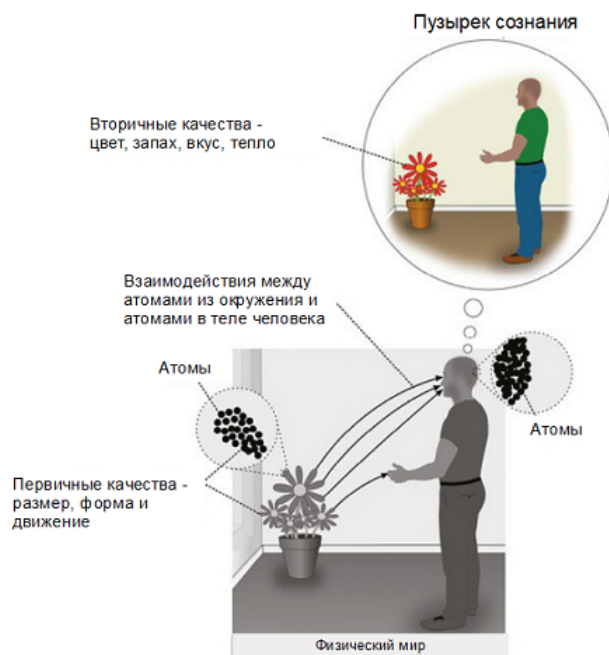 Пузырек сознания
Вторичные качества -
цвет, запах, вкус, тепло
Взаимодействия между
атомами из окружения и
атомами в теле человека
Атомы
Атомы
Первичные качества -
размер, форма и
движение
Физический мир